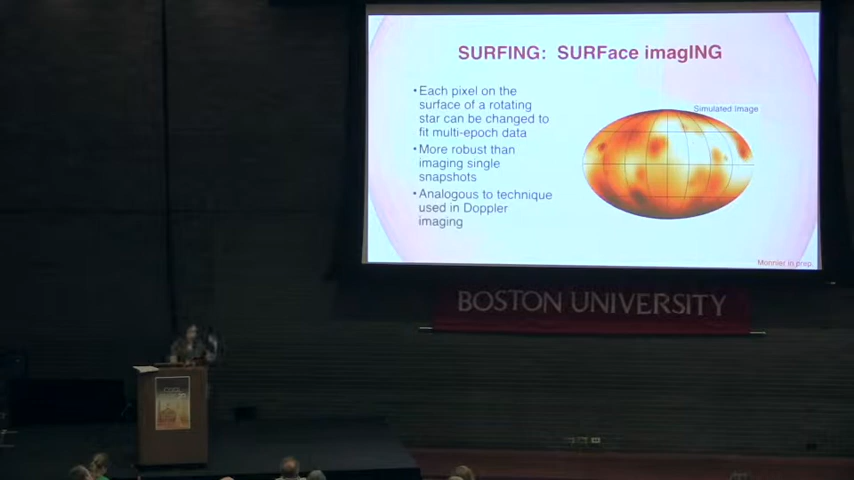 SURFING: SURFace imagING
•Each pixel on the
surface of a rotating
star can be changed to
fit multi-epoch data
•More robust than
imaging single
snapshots
•Analogous to technique
used in Doppler
imaging
Simulated Image
Monnier in prep.
BOSTON UNIVERSITY